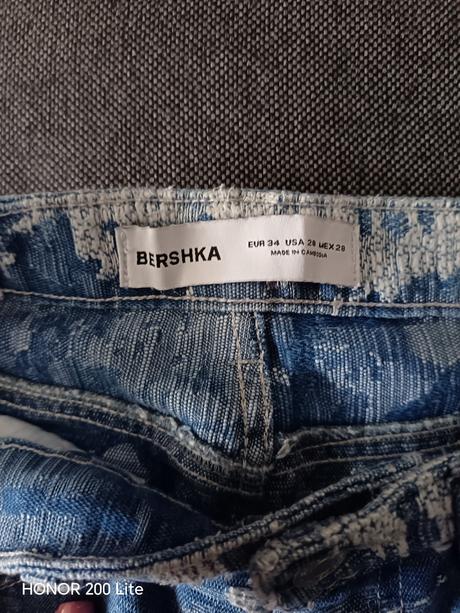 BERSHKA
EUR 34 USA 28 MEX 28
MADE IN CAMBODIA
HONOR 200 Lite